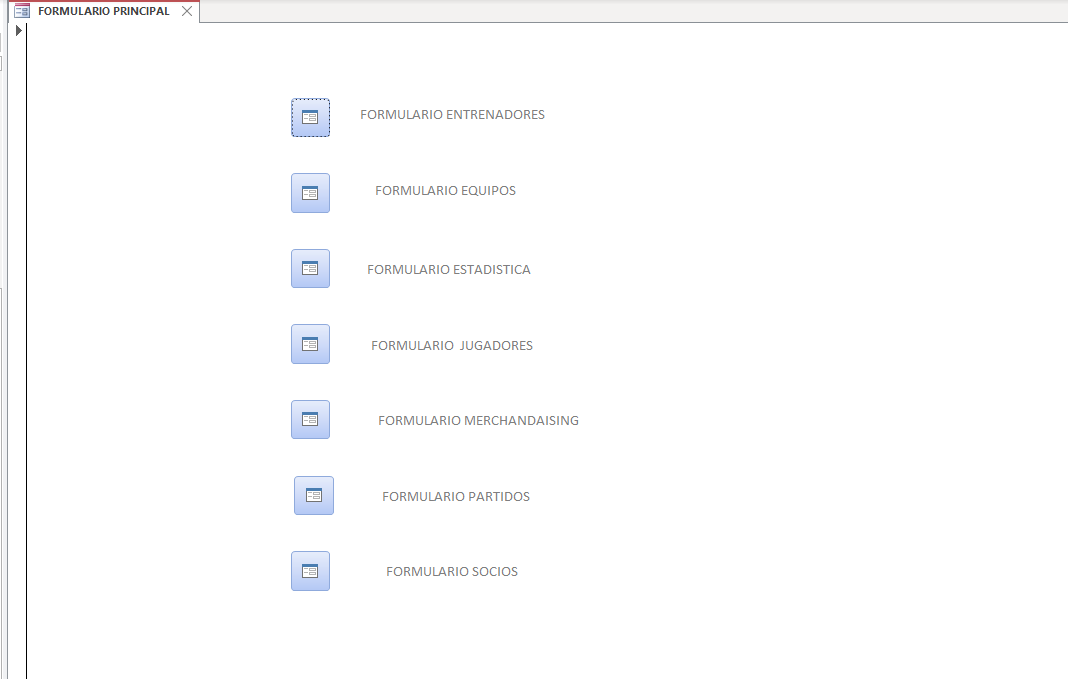 FORMULARIO PRINCIPAL
FORMULARIO ENTRENADORES
FORMULARIO EQUIPOS
FORMULARIO ESTADISTICA
FORMULARIO JUGADORES
FORMULARIO MERCHANDAISING
FORMULARIO PARTIDOS
FORMULARIO SOCIOS